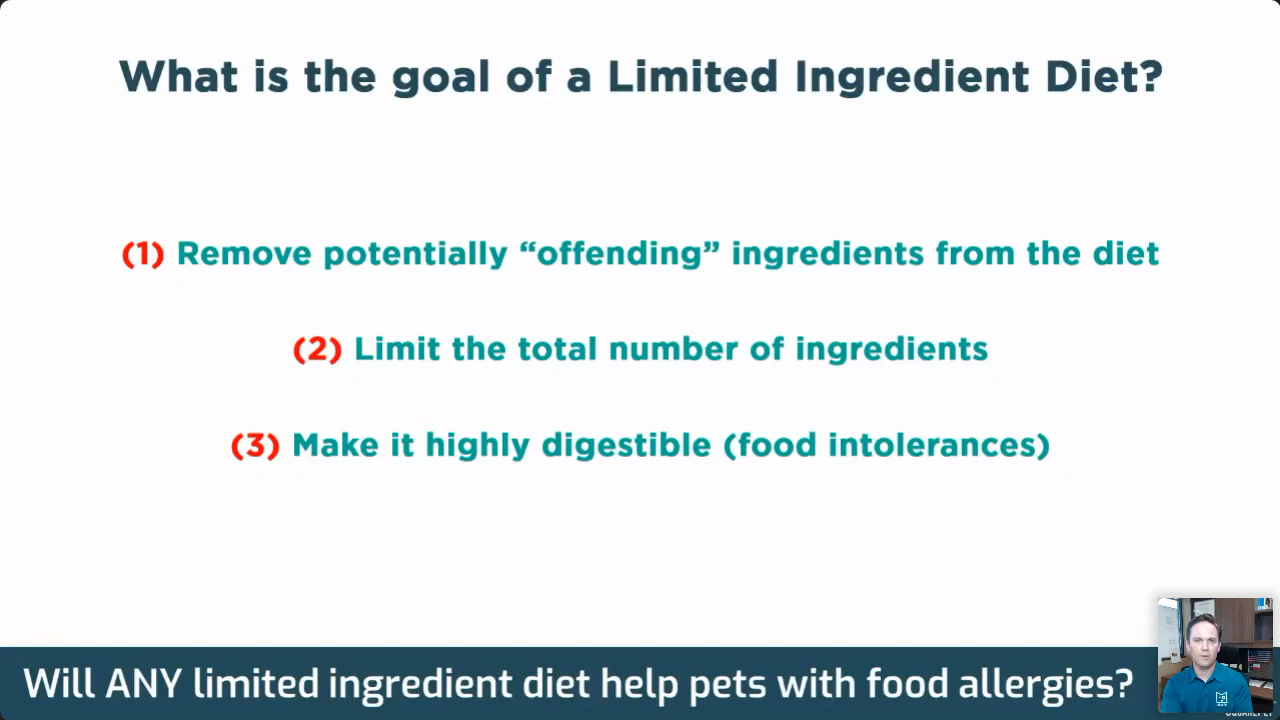 What is the goal of a Limited Ingredient Diet?
(1) Remove potentially “offending” ingredients from the diet
(2) Limit the total number of ingredients
(3) Make it highly digestible (food intolerances)
Will ANY limited ingredient diet help pets with food allergies?